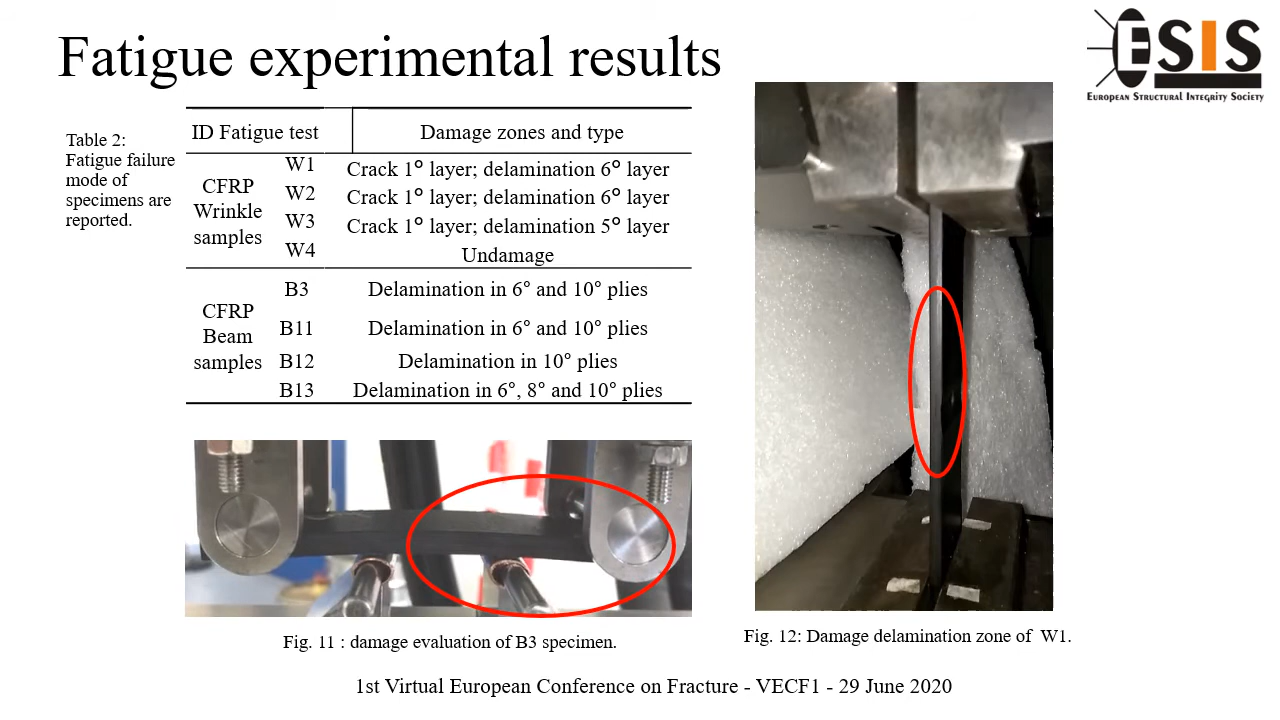 Fatigue experimental results
ESIS
European Structural Integrity Society
Table 2:
Fatigue failure
mode of
specimens are
reported.
ID Fatigue test Damage zones and type
CFRP
Wrinkle
samples
W1 Crack 1° layer; delamination 6° layer
W2 Crack 1° layer; delamination 6° layer
W3 Crack 1° layer; delamination 5° layer
W4 Undamage
CFRP
Beam
samples
B3 Delamination in 6° and 10° plies
B11 Delamination in 6° and 10° plies
B12 Delamination in 10° plies
B13 Delamination in 6°, 8° and 10° plies
Fig. 11 : damage evaluation of B3 specimen.
Fig. 12: Damage delamination zone of W1.
1st Virtual European Conference on Fracture - VECF1 - 29 June 2020